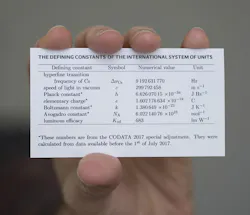 THE DEFINING CONSTANTS OF THE INTERNATIONAL SYSTEM OF UNITS
Defining constant Symbol Numerical value Unit
hyperfine transition
frequency of Cs Δν_Cs 9 192 631 770 Hz
speed of light in vacuum c 299 792 458 m s⁻¹
Planck constant* h 6.626 070 15 ×10⁻³⁴ J Hz⁻¹
elementary charge* e 1.602 176 634 ×10⁻¹⁹ C
Boltzmann constant* k 1.380 649 ×10⁻²³ J K⁻¹
Avogadro constant* N_A 6.022 140 76 ×10²³ mol⁻¹
luminous efficacy K_cd 683 lm W⁻¹
*These numbers are from the CODATA 2017 special adjustment. They were
calculated from data available before the 1st of July 2017.